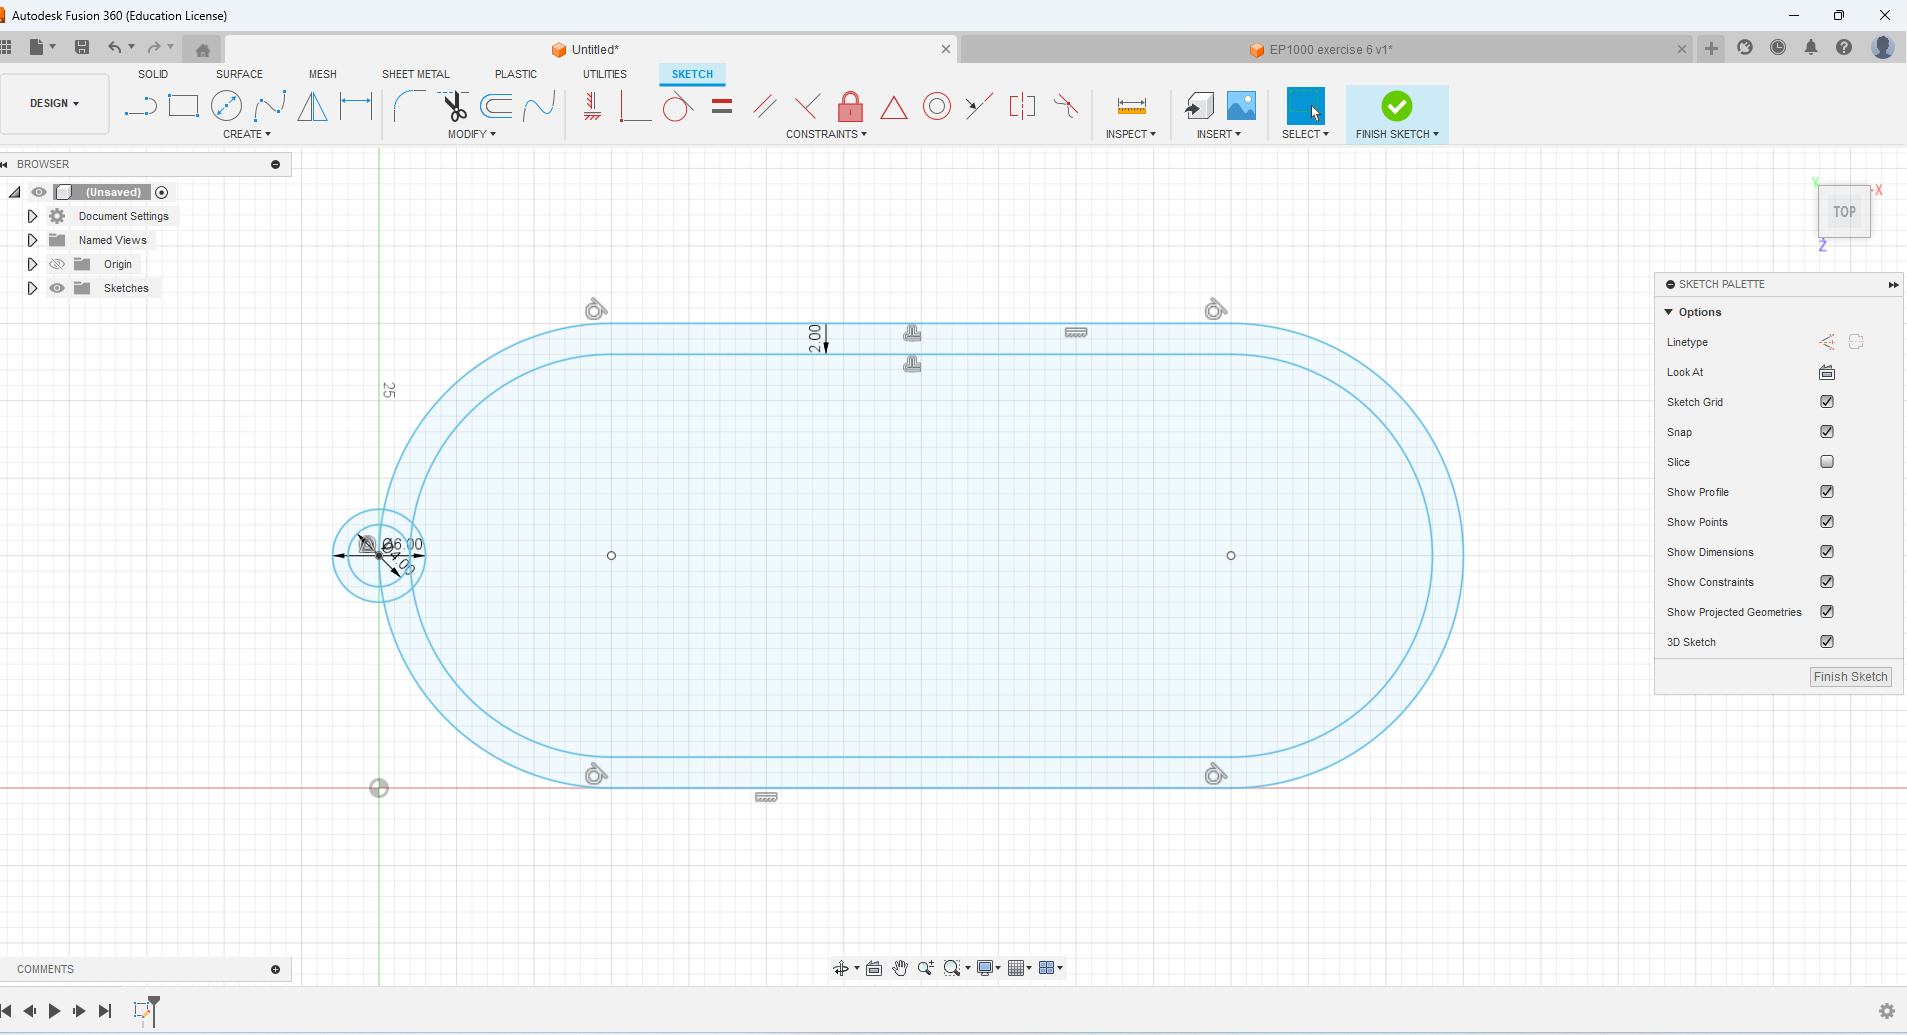 Autodesk Fusion 360 (Education License)
Untitled*
EP1000 exercise 6 v1*
SOLID SURFACE MESH SHEET METAL PLASTIC UTILITIES SKETCH
DESIGN
CREATE MODIFY CONSTRAINTS INSPECT INSERT SELECT FINISH SKETCH
BROWSER
(Unsaved)
Document Settings
Named Views
Origin
Sketches
Y
X
TOP
Z
SKETCH PALETTE
Options
Linetype
Look At
Sketch Grid
Snap
Slice
Show Profile
Show Points
Show Dimensions
Show Constraints
Show Projected Geometries
3D Sketch
Finish Sketch
2.00
25
Ø6.00
Ø4.00
COMMENTS